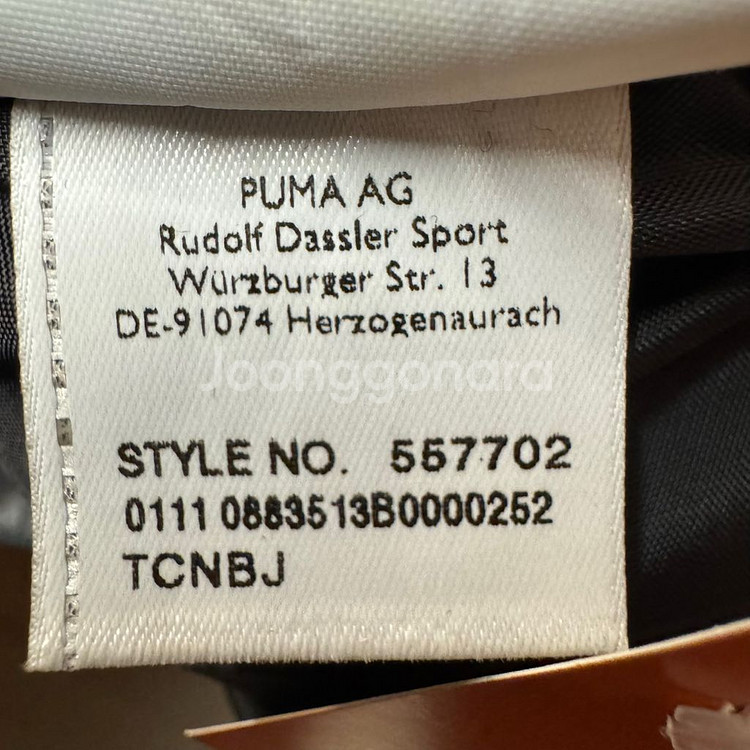 PUMA AG
Rudolf Dassler Sport
Würzburger Str. 13
DE-91074 Herzogenaurach
Joonggonara
STYLE NO. 557702
0111 0883513B0000252
TCNBJ